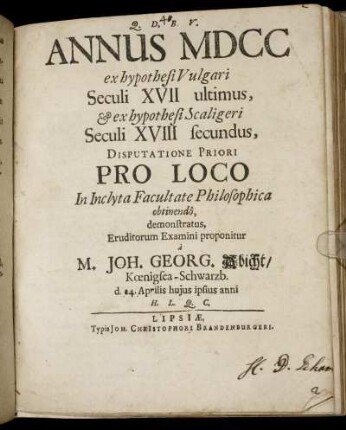 Q. D. B. V.
ANNUS MDCC
ex hypotheſi Vulgari
Seculi XVII ultimus,
& ex hypotheſi Scaligeri
Seculi XVIII ſecundus,
DISPUTATIONE PRIORI
PRO LOCO
In Inclyta Facultate Philoſophica
obtinendô,
demonſtratus,
Eruditorum Examini proponitur
â
M. JOH. GEORG. Abicht/
Kœnigſea-Schwarzb.
d. 24. Aprilis hujus ipſius anni
H. L. Q. C.
LIPSIÆ,
Typis JOH. CHRISTOPHORI BRANDENBURGERI.
H. D.